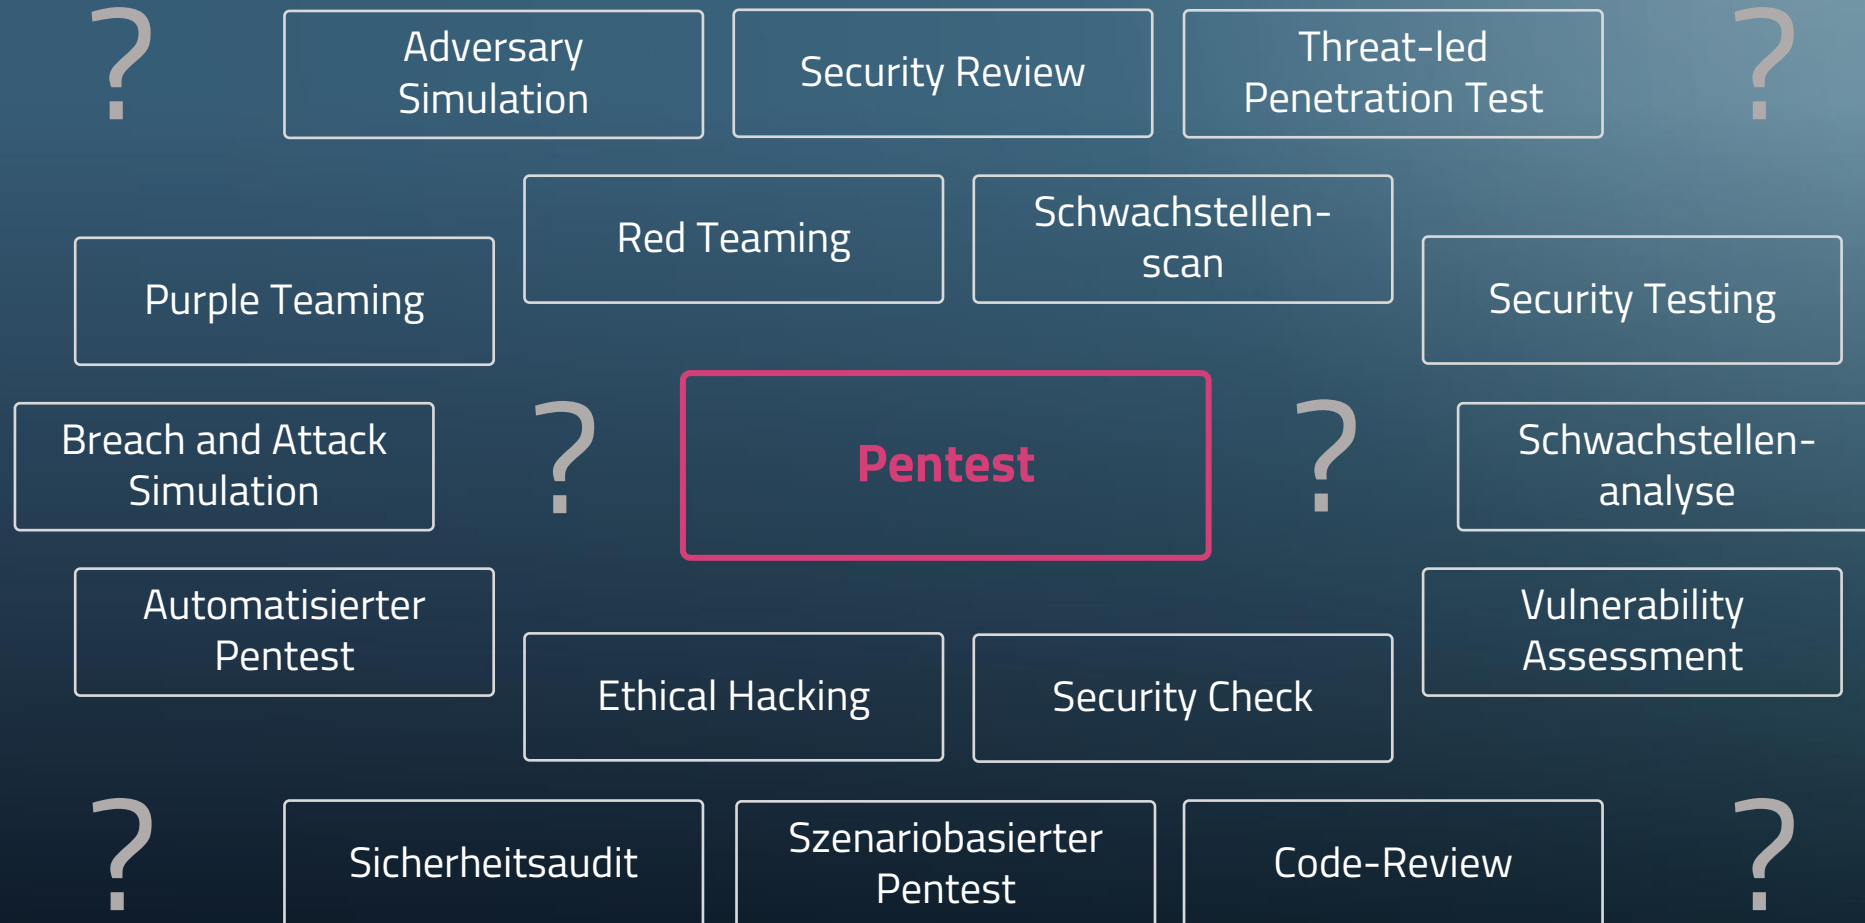 ?
Adversary
Simulation
Security Review
Threat-led
Penetration Test
?
Red Teaming
Schwachstellen-
scan
Purple Teaming
Security Testing
Breach and Attack
Simulation
?
Pentest
?
Schwachstellen-
analyse
Automatisierter
Pentest
Vulnerability
Assessment
Ethical Hacking
Security Check
?
Sicherheitsaudit
Szenariobasierter
Pentest
Code-Review
?